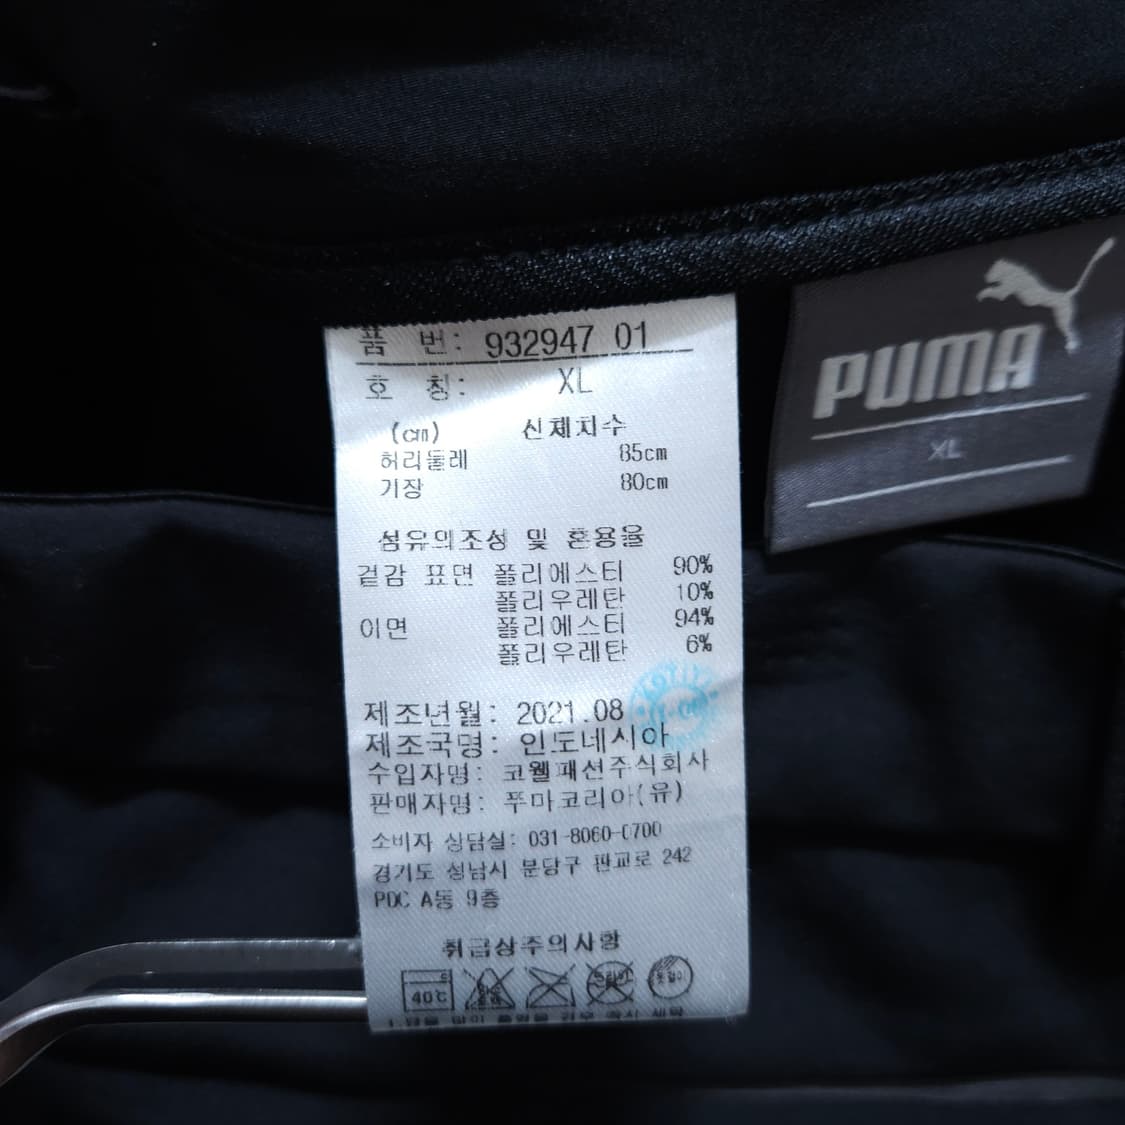 품 번: 932947 01
호 칭: XL
(cm) 신체치수
허리둘레 85cm
기장 80cm
섬유의조성 및 혼용율
겉감 표면 폴리에스터 90%
폴리우레탄 10%
이면 폴리에스터 94%
폴리우레탄 6%
제조년월: 2021.08
제조국명: 인도네시아
수입자명: 코웰패션주식회사
판매자명: 푸마코리아(유)
소비자 상담실: 031-8060-0700
경기도 성남시 분당구 판교로 242
PDC A동 9층
취급상주의사항
40℃
옷걸이
PUMA
XL